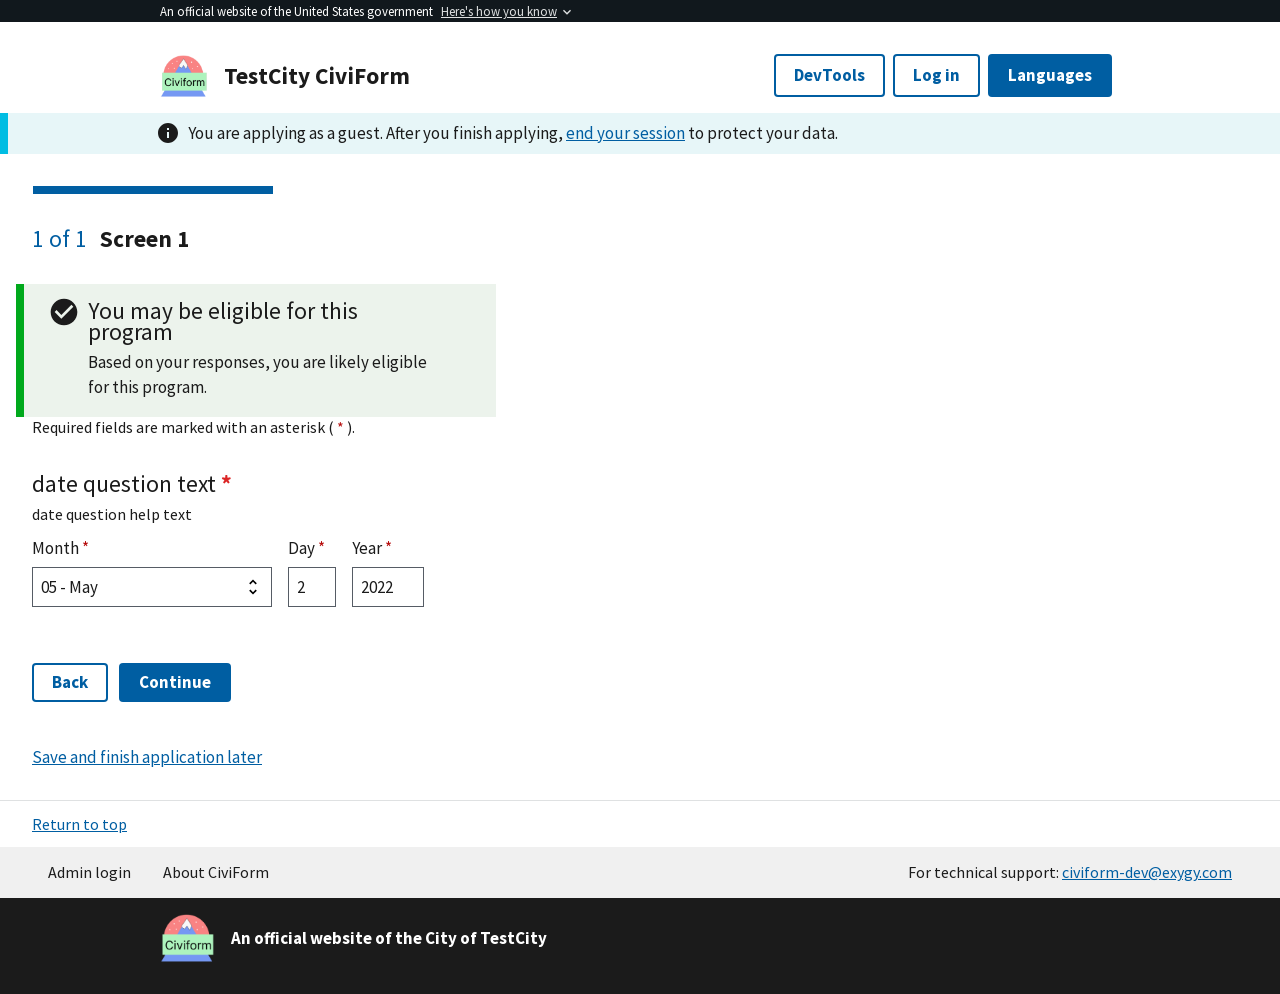 An official website of the United States government Here's how you know
Civiform
TestCity CiviForm
DevTools
Log in
Languages
You are applying as a guest. After you finish applying, end your session to protect your data.
1 of 1 Screen 1
You may be eligible for this
program
Based on your responses, you are likely eligible
for this program.
Required fields are marked with an asterisk ( * ).
date question text *
date question help text
Month * Day * Year *
05 - May 2 2022
Back
Continue
Save and finish application later
Return to top
Admin login About CiviForm For technical support: civiform-dev@exygy.com
Civiform
An official website of the City of TestCity